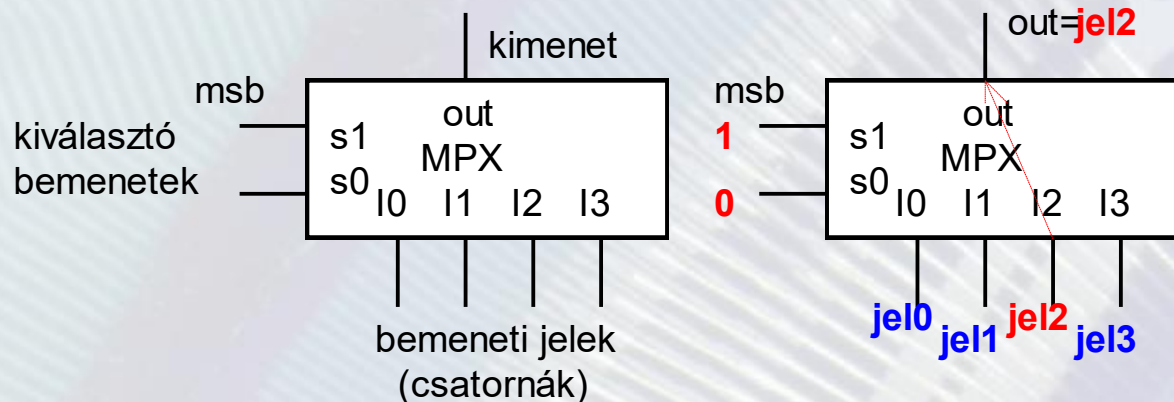 kimenet
msb
kiválasztó
bemenetek
out
s1
MPX
s0
I0 I1 I2 I3
bemeneti jelek
(csatornák)
out=jel2
msb
1
0
out
s1
MPX
s0
I0 I1 I2 I3
jel0 jel1 jel2 jel3